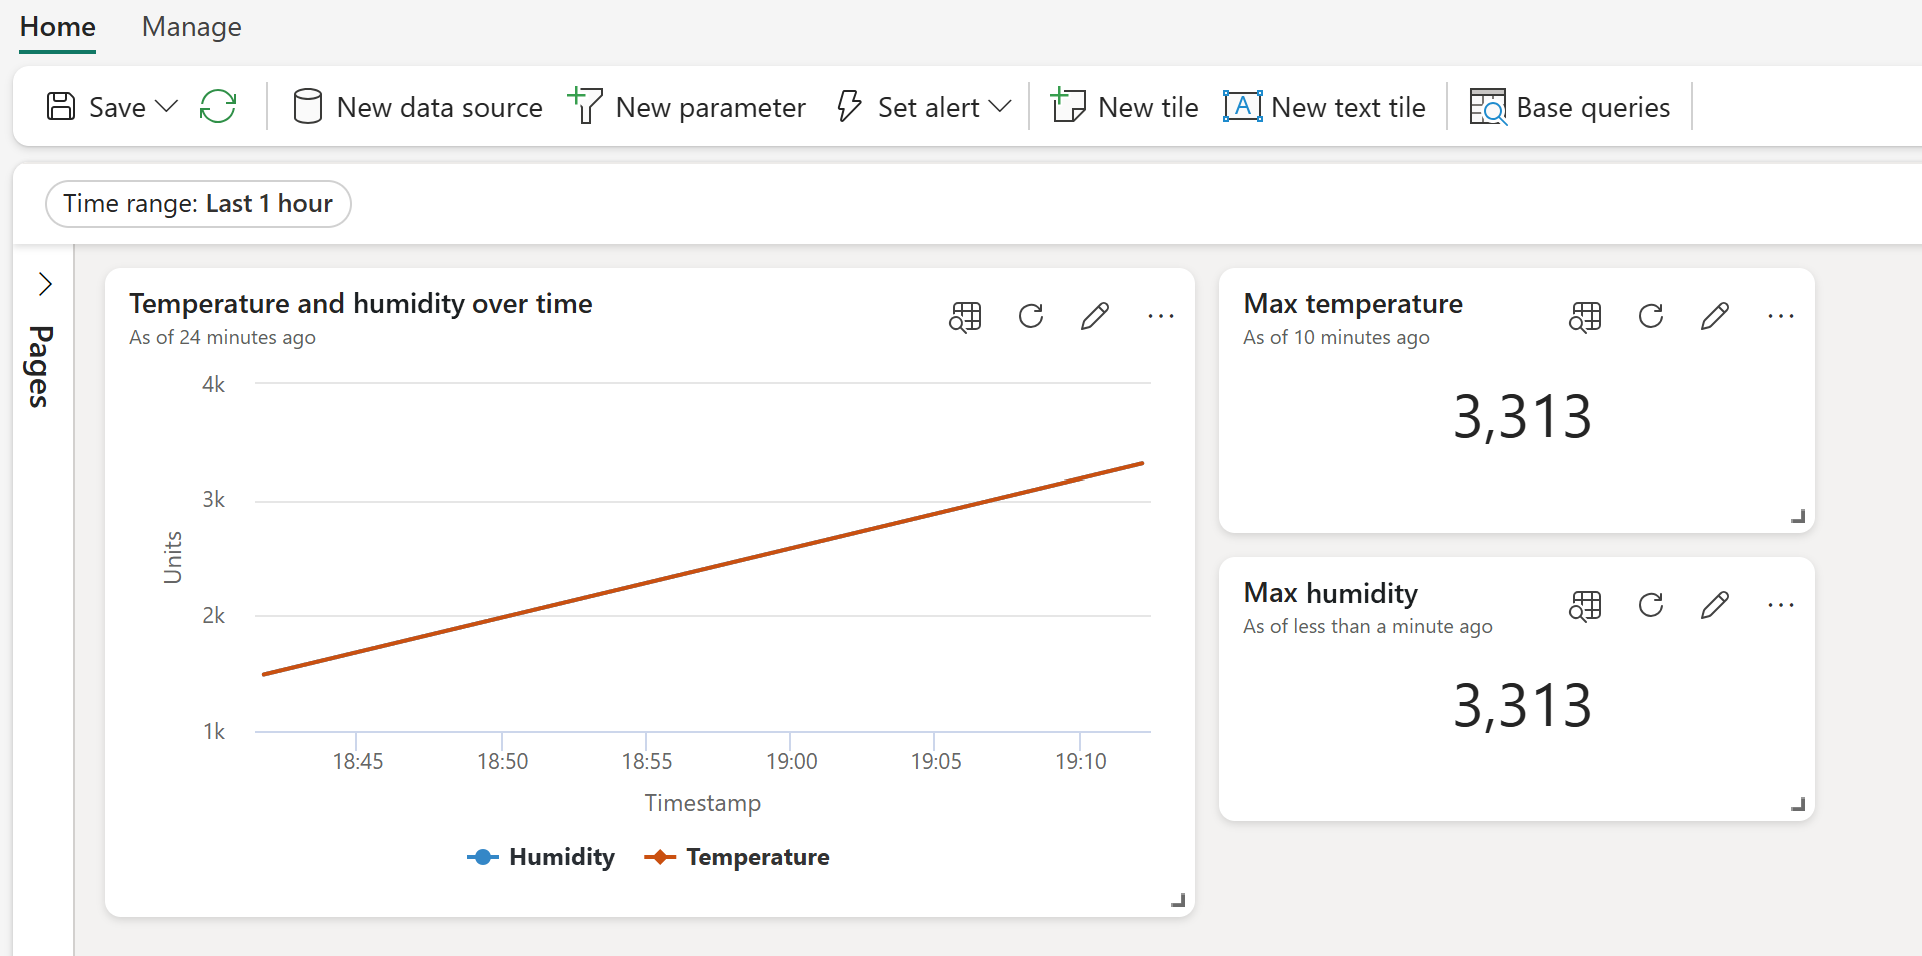 Home Manage
Save New data source New parameter Set alert New tile A New text tile Base queries
Time range: Last 1 hour
Pages
Temperature and humidity over time
As of 24 minutes ago
4k
3k
2k
1k
Units
18:45 18:50 18:55 19:00 19:05 19:10
Timestamp
Humidity Temperature
Max temperature
As of 10 minutes ago
3,313
Max humidity
As of less than a minute ago
3,313